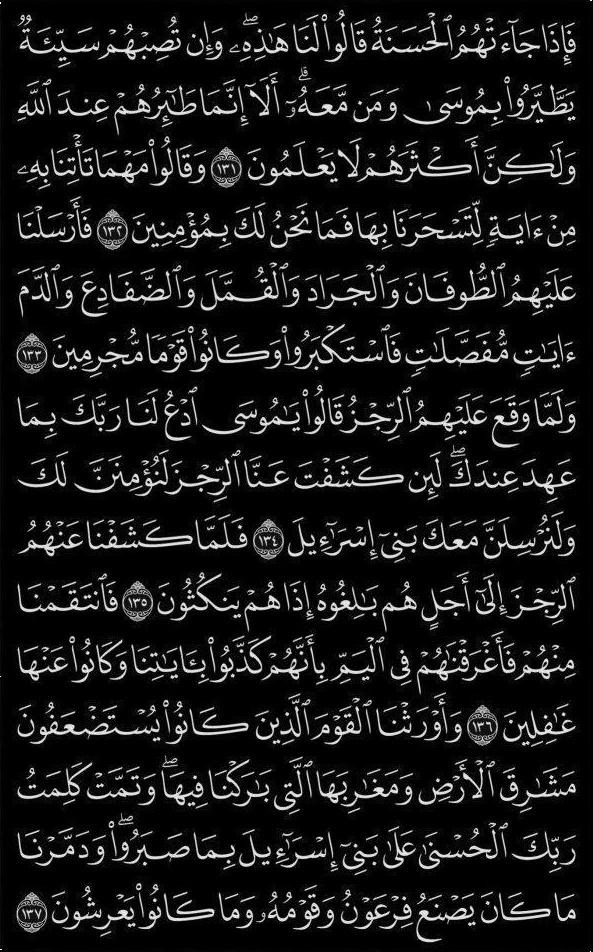 فَإِذَا جَآءَتْهُمُ ٱلْحَسَنَةُ قَالُوا۟ لَنَا هَـٰذِهِۦ ۖ وَإِن تُصِبْهُمْ سَيِّئَةٌ
يَطَّيَّرُوا۟ بِمُوسَىٰ وَمَن مَّعَهُۥٓ ۗ أَلَآ إِنَّمَا طَـٰٓئِرُهُمْ عِندَ ٱللَّهِ
وَلَـٰكِنَّ أَكْثَرَهُمْ لَا يَعْلَمُونَ ١٣١ وَقَالُوا۟ مَهْمَا تَأْتِنَا بِهِۦ
مِنْ ءَايَةٍ لِّتَسْحَرَنَا بِهَا فَمَا نَحْنُ لَكَ بِمُؤْمِنِينَ ١٣٢ فَأَرْسَلْنَا
عَلَيْهِمُ ٱلطُّوفَانَ وَٱلْجَرَادَ وَٱلْقُمَّلَ وَٱلضَّفَادِعَ وَٱلدَّمَ
ءَايَـٰتٍ مُّفَصَّلَـٰتٍ فَٱسْتَكْبَرُوا۟ وَكَانُوا۟ قَوْمًا مُّجْرِمِينَ ١٣٣
وَلَمَّا وَقَعَ عَلَيْهِمُ ٱلرِّجْزُ قَالُوا۟ يَـٰمُوسَى ٱدْعُ لَنَا رَبَّكَ بِمَا
عَهِدَ عِندَكَ ۖ لَئِن كَشَفْتَ عَنَّا ٱلرِّجْزَ لَنُؤْمِنَنَّ لَكَ
وَلَنُرْسِلَنَّ مَعَكَ بَنِىٓ إِسْرَٰٓءِيلَ ١٣٤ فَلَمَّا كَشَفْنَا عَنْهُمُ
ٱلرِّجْزَ إِلَىٰٓ أَجَلٍ هُم بَـٰلِغُوهُ إِذَا هُمْ يَنكُثُونَ ١٣٥ فَٱنتَقَمْنَا
مِنْهُمْ فَأَغْرَقْنَـٰهُمْ فِى ٱلْيَمِّ بِأَنَّهُمْ كَذَّبُوا۟ بِـَٔايَـٰتِنَا وَكَانُوا۟ عَنْهَا
غَـٰفِلِينَ ١٣٦ وَأَوْرَثْنَا ٱلْقَوْمَ ٱلَّذِينَ كَانُوا۟ يُسْتَضْعَفُونَ
مَشَـٰرِقَ ٱلْأَرْضِ وَمَغَـٰرِبَهَا ٱلَّتِى بَـٰرَكْنَا فِيهَا ۖ وَتَمَّتْ كَلِمَتُ
رَبِّكَ ٱلْحُسْنَىٰ عَلَىٰ بَنِىٓ إِسْرَٰٓءِيلَ بِمَا صَبَرُوا۟ ۖ وَدَمَّرْنَا
مَا كَانَ يَصْنَعُ فِرْعَوْنُ وَقَوْمُهُۥ وَمَا كَانُوا۟ يَعْرِشُونَ ١٣٧